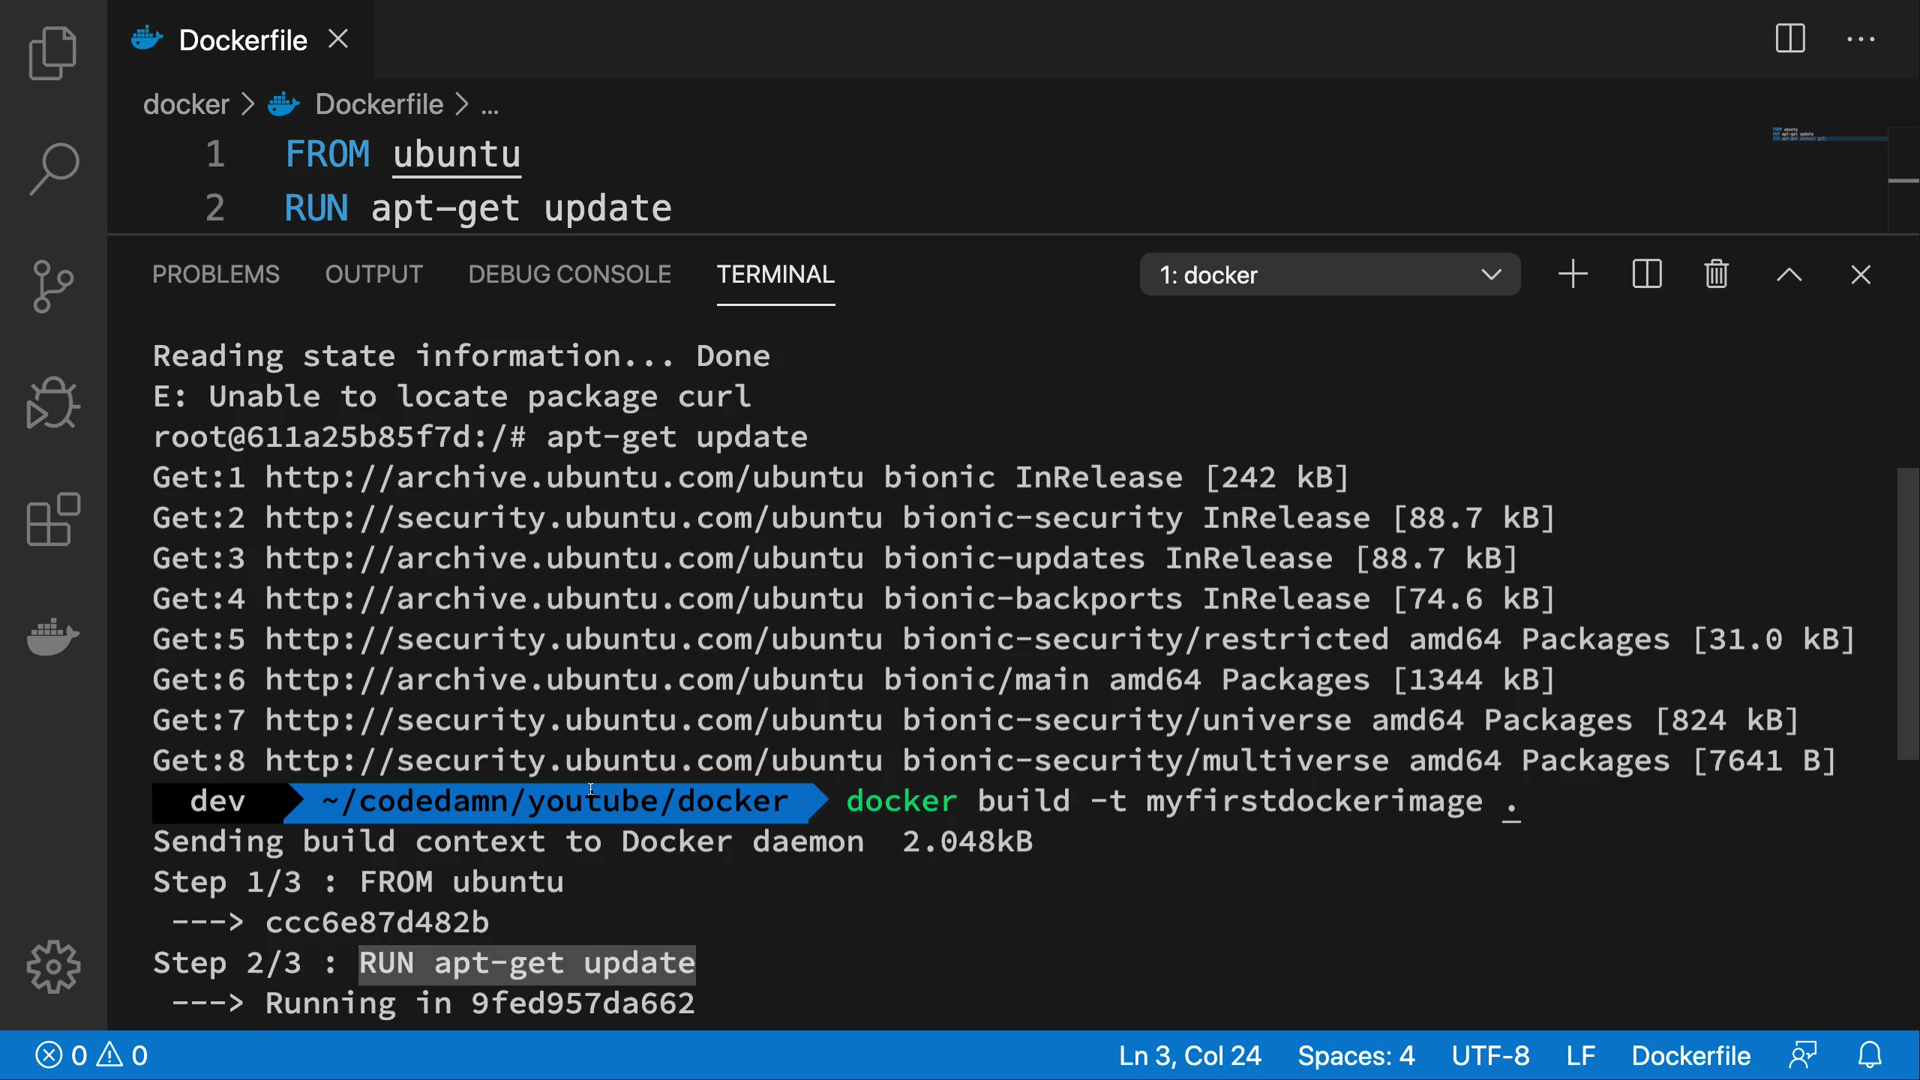 Dockerfile
docker > Dockerfile > ...
1 FROM ubuntu
2 RUN apt-get update
PROBLEMS OUTPUT DEBUG CONSOLE TERMINAL 1: docker
Reading state information... Done
E: Unable to locate package curl
root@611a25b85f7d:/# apt-get update
Get:1 http://archive.ubuntu.com/ubuntu bionic InRelease [242 kB]
Get:2 http://security.ubuntu.com/ubuntu bionic-security InRelease [88.7 kB]
Get:3 http://archive.ubuntu.com/ubuntu bionic-updates InRelease [88.7 kB]
Get:4 http://archive.ubuntu.com/ubuntu bionic-backports InRelease [74.6 kB]
Get:5 http://security.ubuntu.com/ubuntu bionic-security/restricted amd64 Packages [31.0 kB]
Get:6 http://archive.ubuntu.com/ubuntu bionic/main amd64 Packages [1344 kB]
Get:7 http://security.ubuntu.com/ubuntu bionic-security/universe amd64 Packages [824 kB]
Get:8 http://security.ubuntu.com/ubuntu bionic-security/multiverse amd64 Packages [7641 B]
dev ~/codedamn/youtube/docker docker build -t myfirstdockerimage .
Sending build context to Docker daemon 2.048kB
Step 1/3 : FROM ubuntu
---> ccc6e87d482b
Step 2/3 : RUN apt-get update
---> Running in 9fed957da662
0 0 Ln 3, Col 24 Spaces: 4 UTF-8 LF Dockerfile